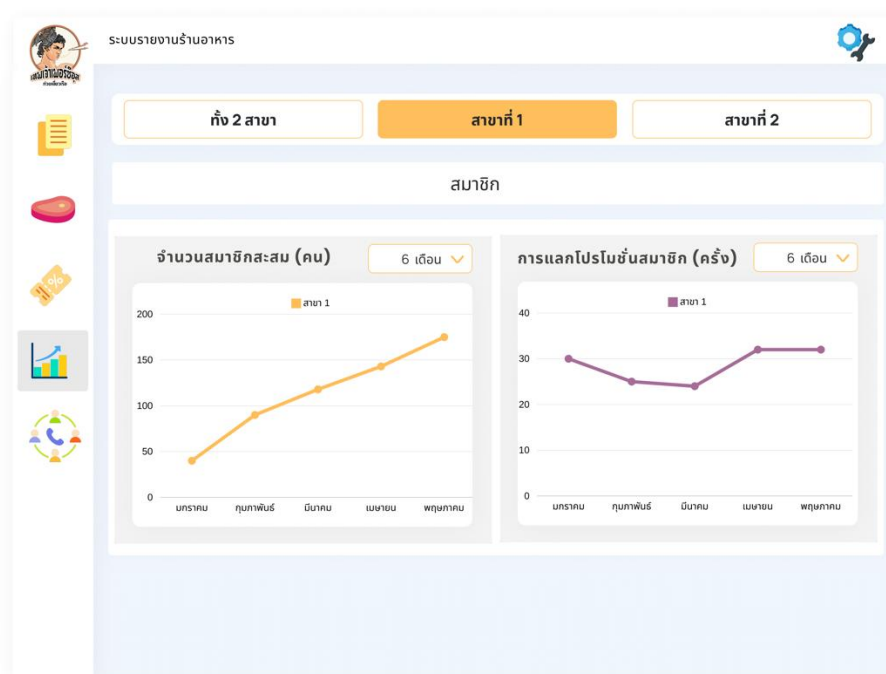 ระบบรายงานร้านอาหาร
ทั้ง 2 สาขา
สาขาที่ 1
สาขาที่ 2
สมาชิก
จำนวนสมาชิกสะสม (คน)
6 เดือน
สาขา 1
200
150
100
50
0
มกราคม กุมภาพันธ์ มีนาคม เมษายน พฤษภาคม
การแลกโปรโมชั่นสมาชิก (ครั้ง)
6 เดือน
สาขา 1
40
30
20
10
0
มกราคม กุมภาพันธ์ มีนาคม เมษายน พฤษภาคม
%